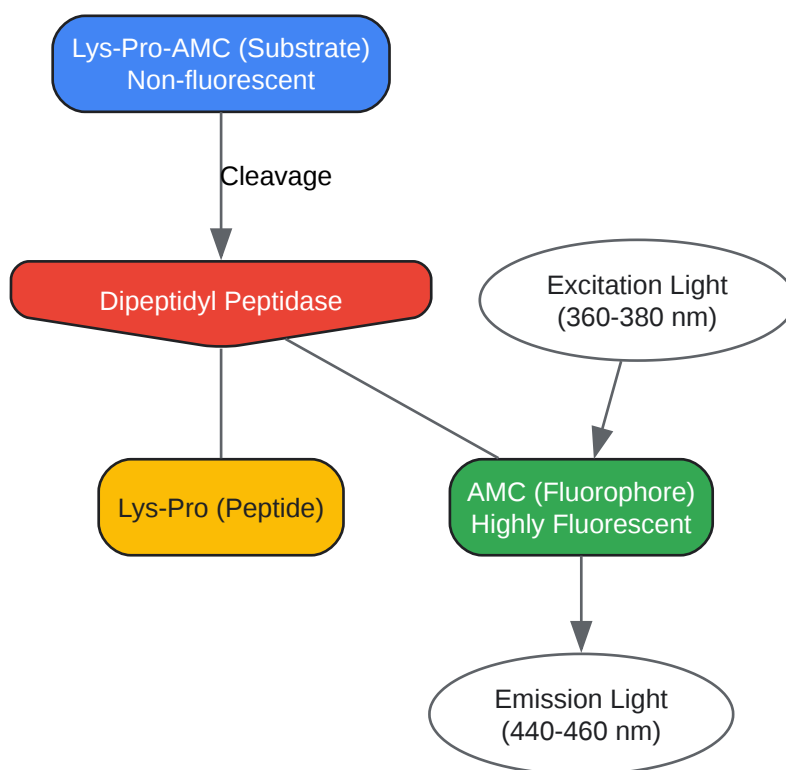 Lys-Pro-AMC (Substrate)
Non-fluorescent
Cleavage
Dipeptidyl Peptidase
Excitation Light
(360-380 nm)
Lys-Pro (Peptide)
AMC (Fluorophore)
Highly Fluorescent
Emission Light
(440-460 nm)